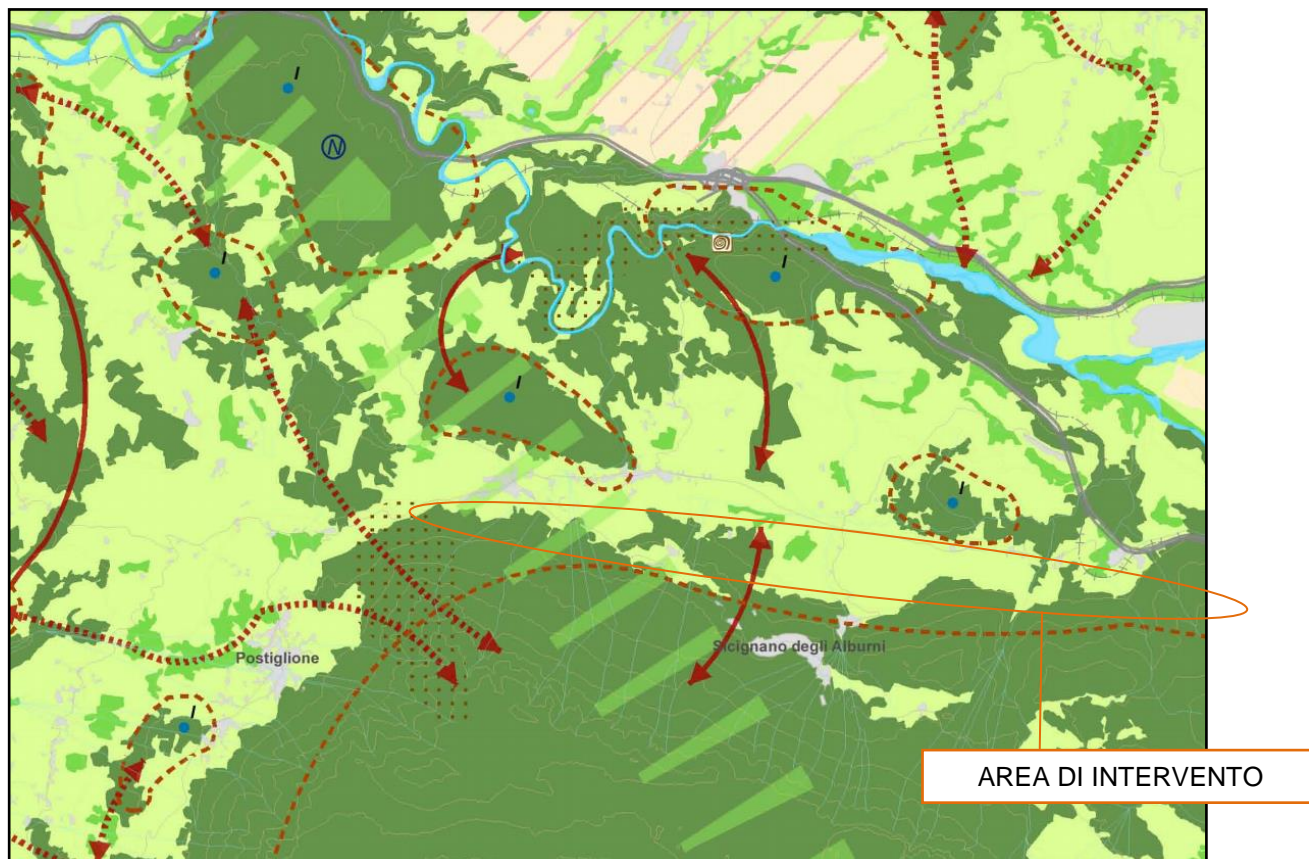 I
N
I
I
I
I
Postiglione
Sicignano degli Alburni
I
AREA DI INTERVENTO